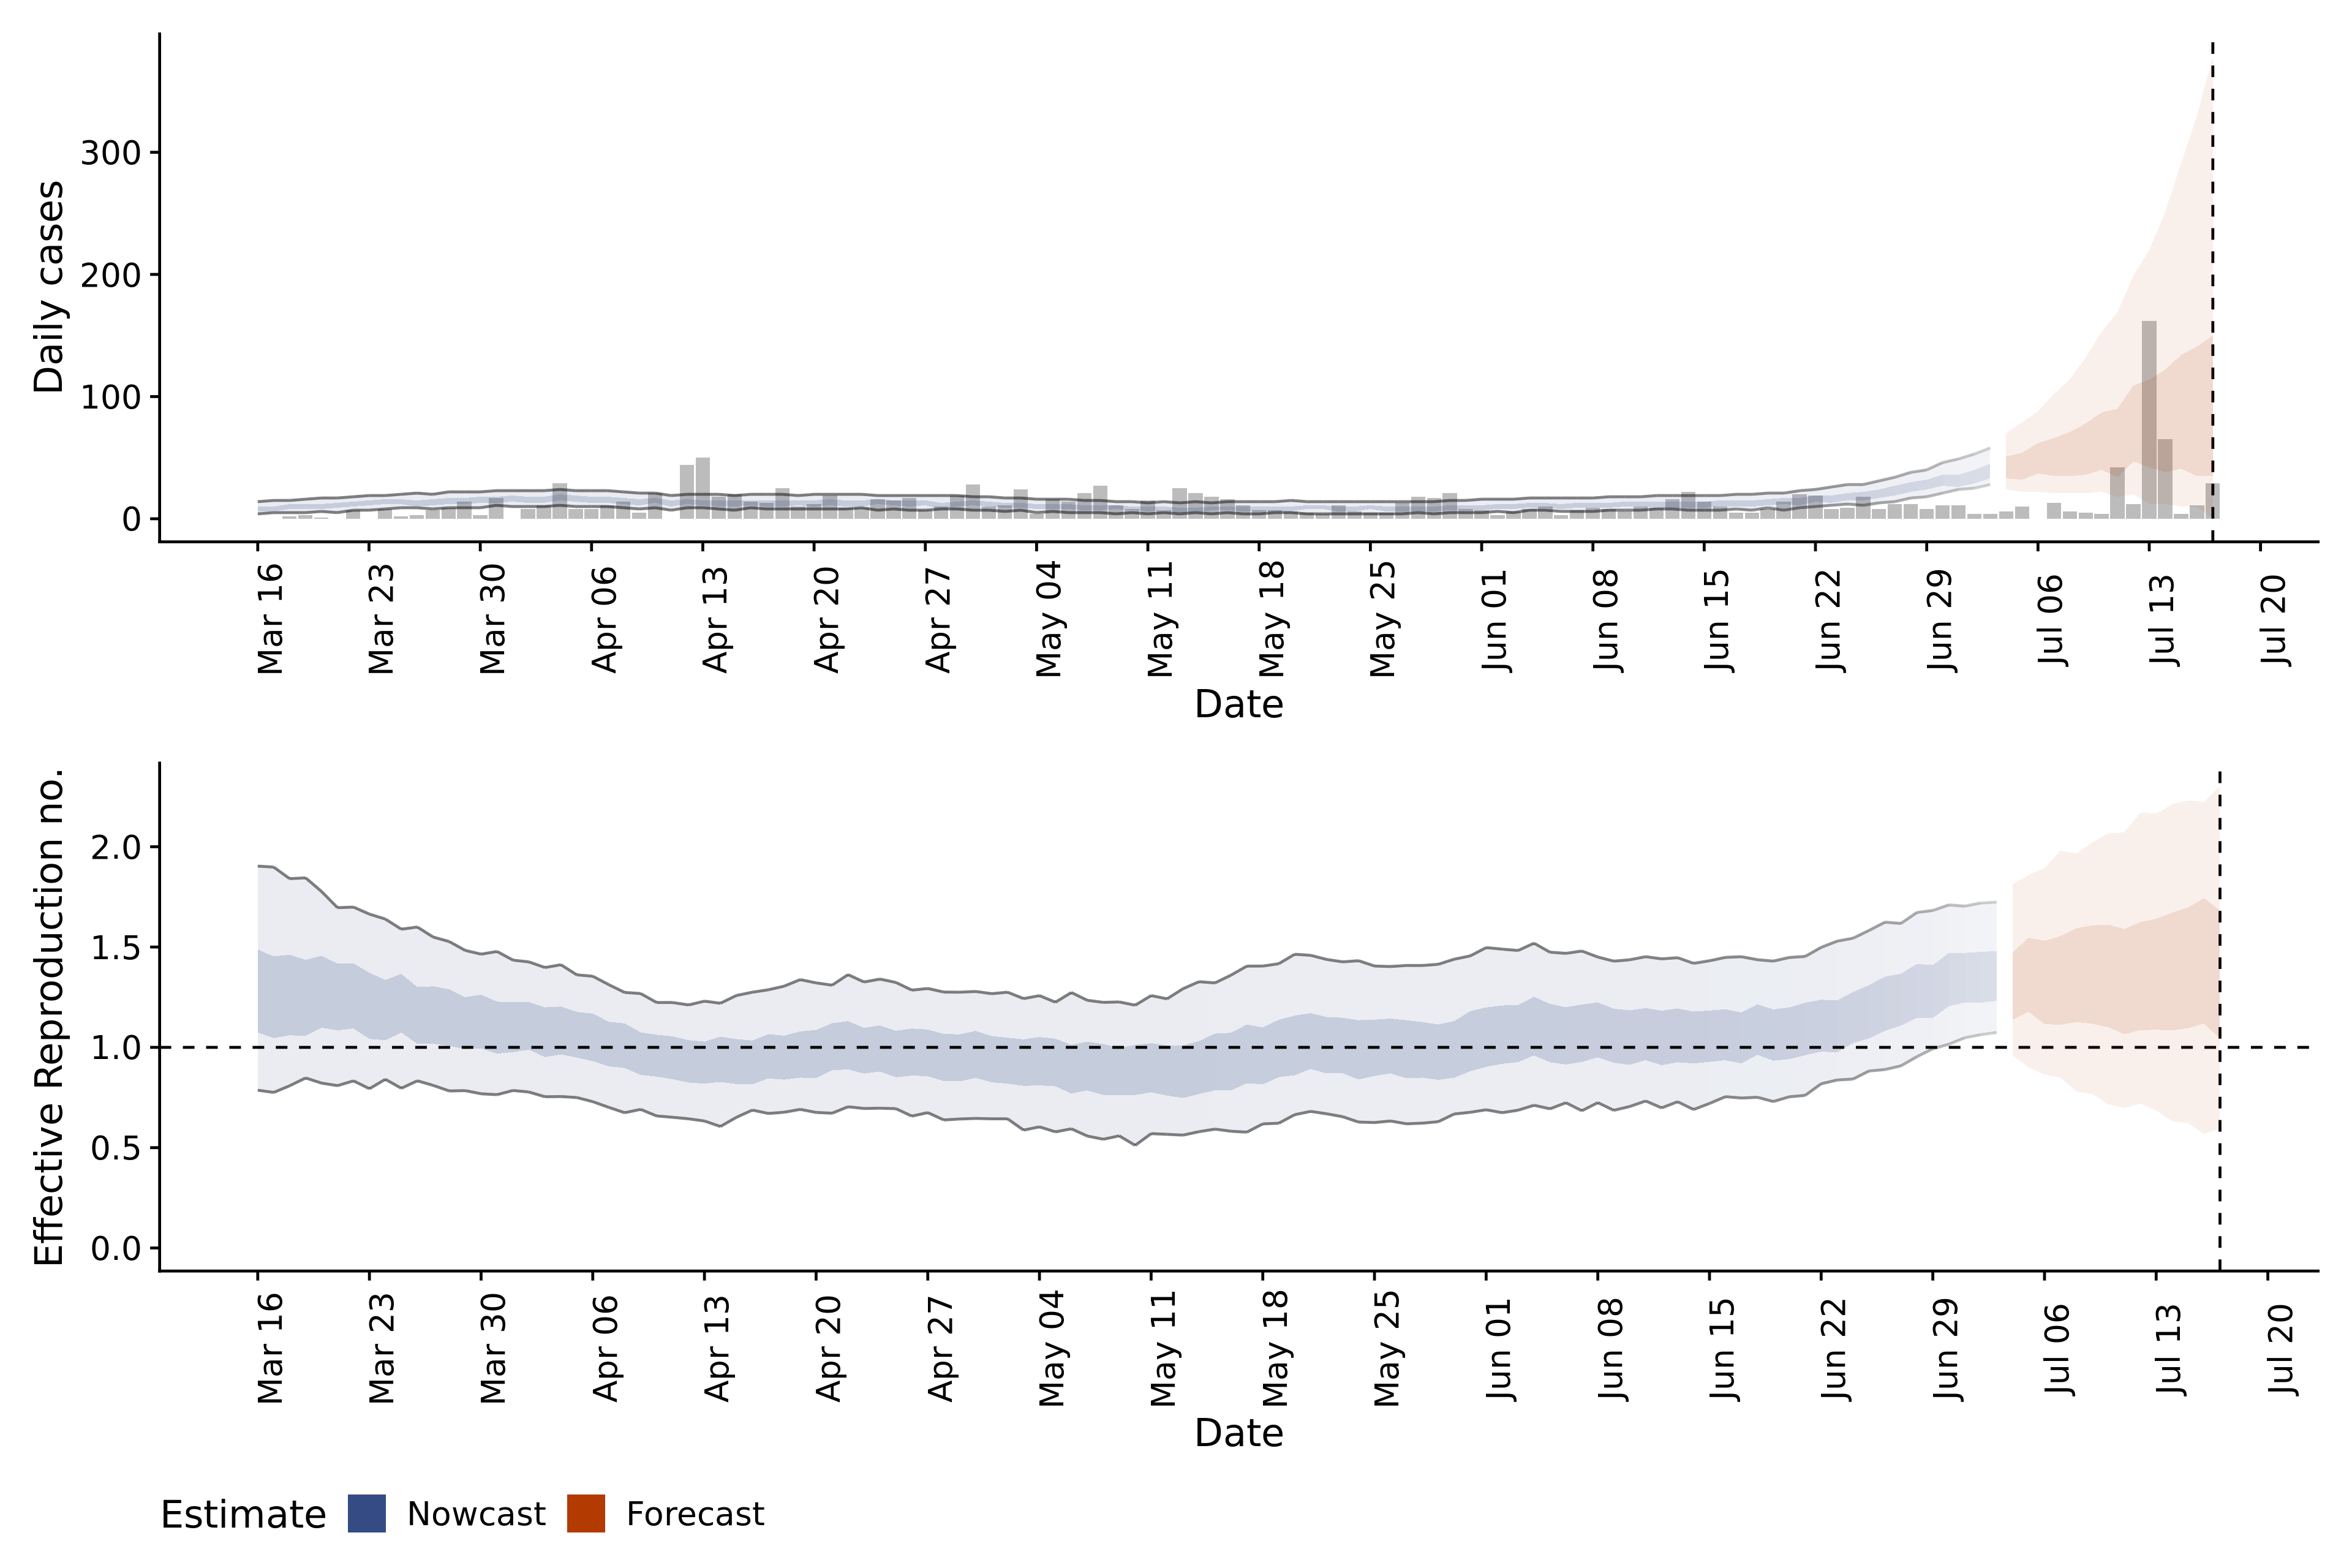 Daily cases
300
200
100
0
Mar 16
Mar 23
Mar 30
Apr 06
Apr 13
Apr 20
Apr 27
May 04
May 11
May 18
May 25
Jun 01
Jun 08
Jun 15
Jun 22
Jun 29
Jul 06
Jul 13
Jul 20
Date
Effective Reproduction no.
2.0
1.5
1.0
0.5
0.0
Mar 16
Mar 23
Mar 30
Apr 06
Apr 13
Apr 20
Apr 27
May 04
May 11
May 18
May 25
Jun 01
Jun 08
Jun 15
Jun 22
Jun 29
Jul 06
Jul 13
Jul 20
Date
Estimate Nowcast Forecast